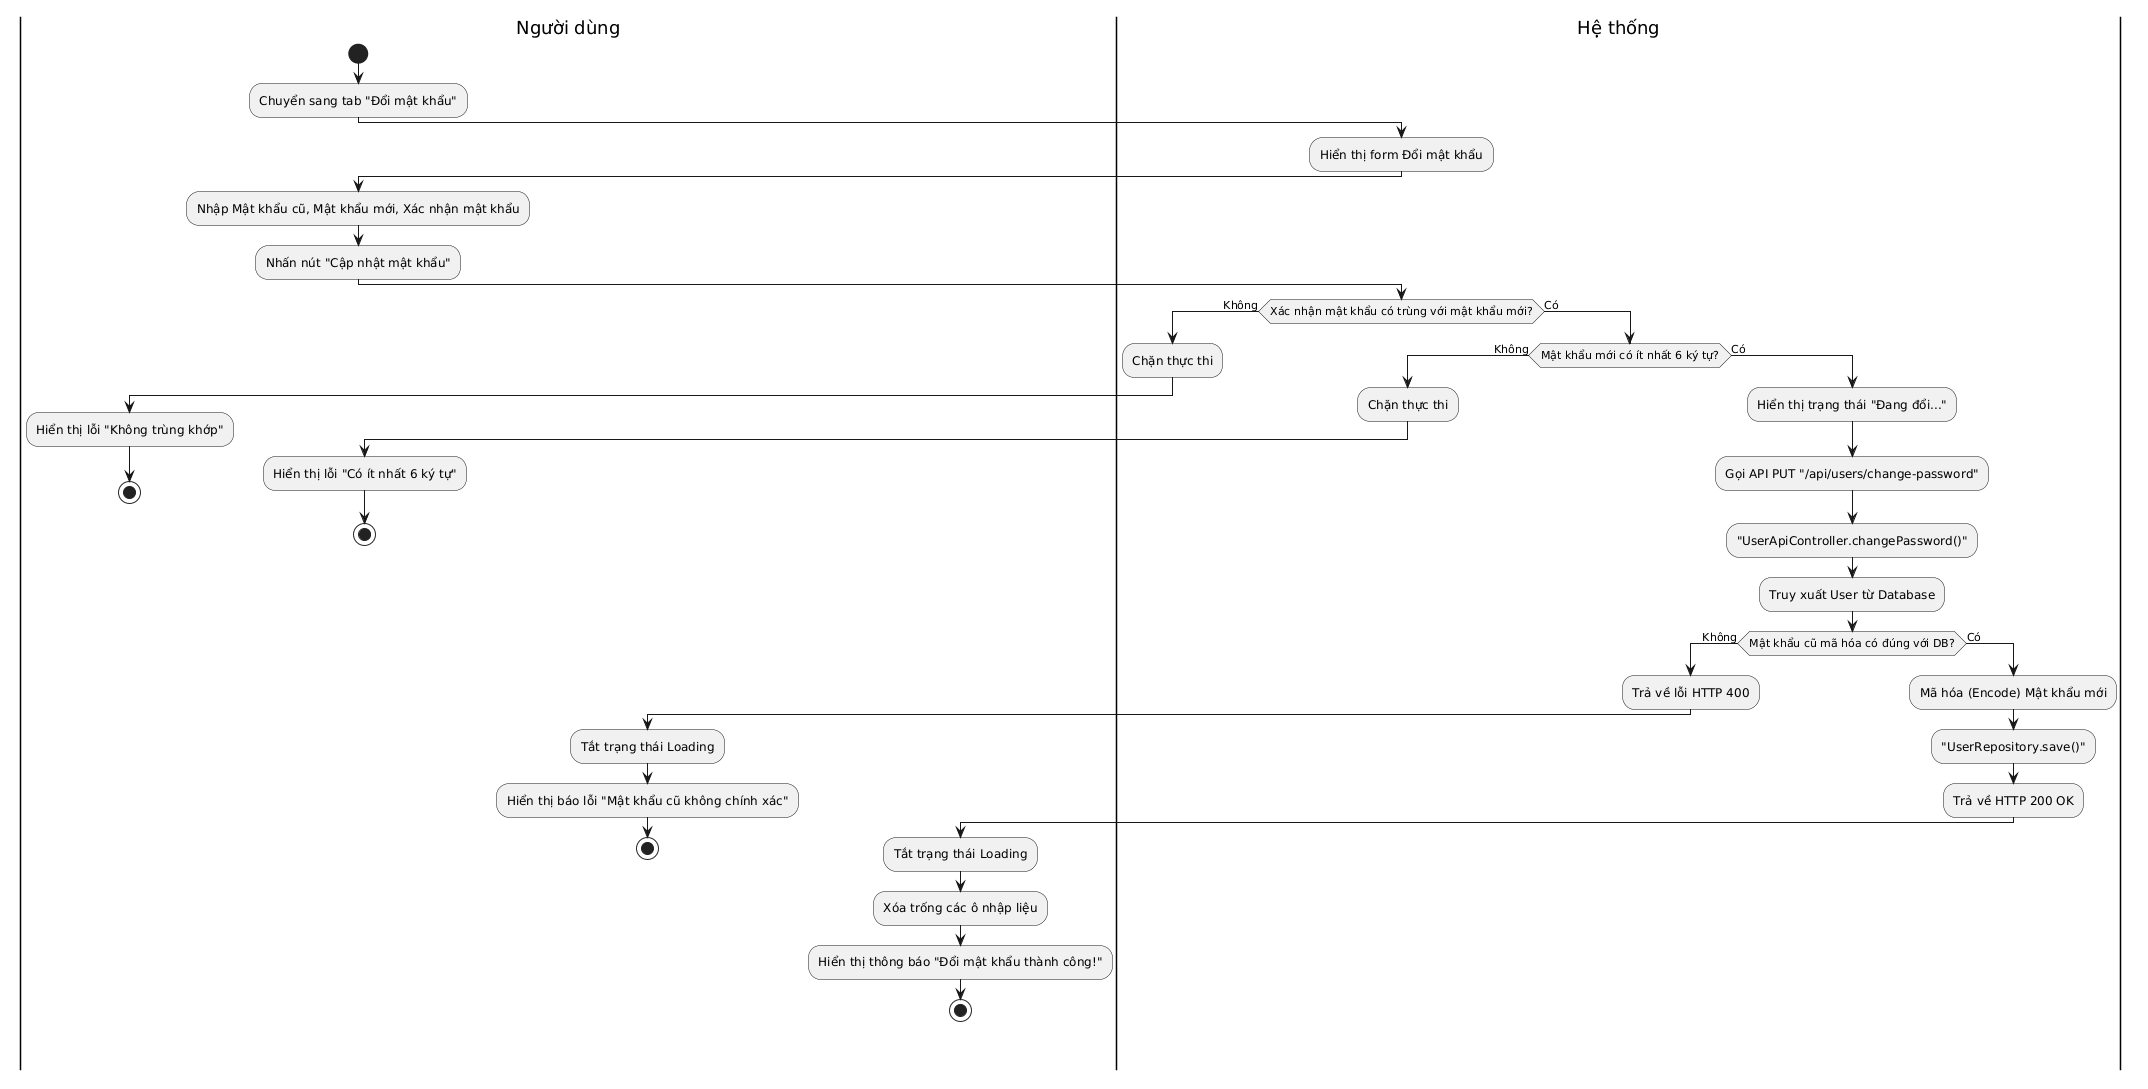 Người dùng
Hệ thống
Chuyển sang tab "Đổi mật khẩu"
Hiển thị form Đổi mật khẩu
Nhập Mật khẩu cũ, Mật khẩu mới, Xác nhận mật khẩu
Nhấn nút "Cập nhật mật khẩu"
Không
Xác nhận mật khẩu có trùng với mật khẩu mới?
Có
Chặn thực thi
Không
Mật khẩu mới có ít nhất 6 ký tự?
Có
Hiển thị lỗi "Không trùng khớp"
Chặn thực thi
Hiển thị trạng thái "Đang đổi..."
Hiển thị lỗi "Có ít nhất 6 ký tự"
Gọi API PUT "/api/users/change-password"
"UserApiController.changePassword()"
Truy xuất User từ Database
Không
Mật khẩu cũ mã hóa có đúng với DB?
Có
Trả về lỗi HTTP 400
Mã hóa (Encode) Mật khẩu mới
Tắt trạng thái Loading
"UserRepository.save()"
Hiển thị báo lỗi "Mật khẩu cũ không chính xác"
Trả về HTTP 200 OK
Tắt trạng thái Loading
Xóa trống các ô nhập liệu
Hiển thị thông báo "Đổi mật khẩu thành công!"